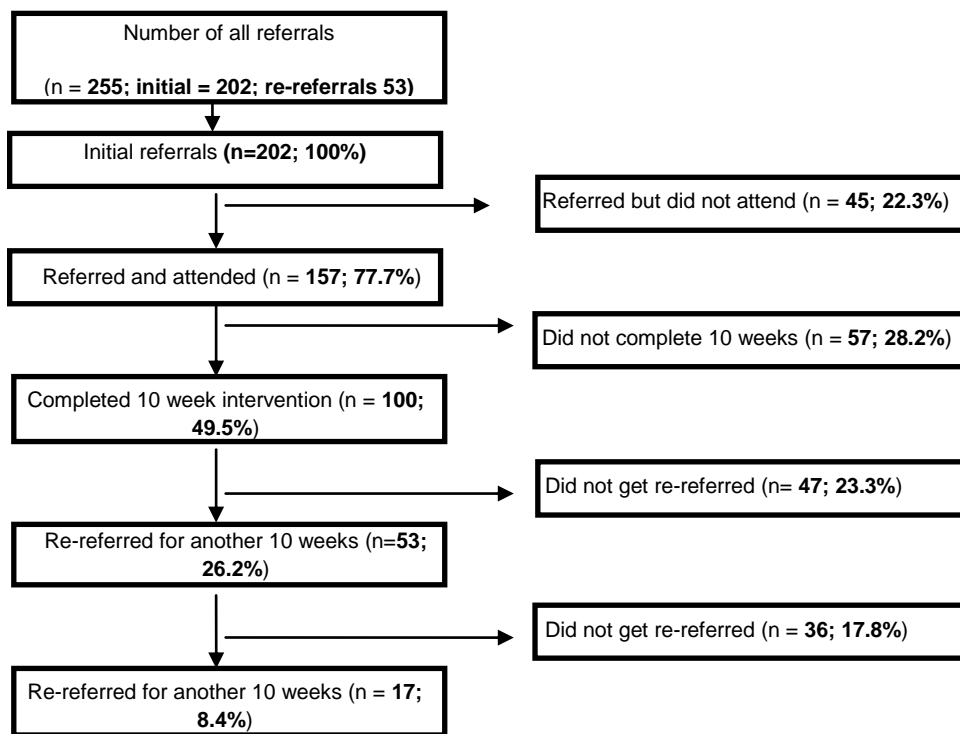 Number of all referrals
(n = 255; initial = 202; re-referrals 53)
Initial referrals (n=202; 100%)
Referred but did not attend (n = 45; 22.3%)
Referred and attended (n = 157; 77.7%)
Did not complete 10 weeks (n = 57; 28.2%)
Completed 10 week intervention (n = 100;
49.5%)
Did not get re-referred (n= 47; 23.3%)
Re-referred for another 10 weeks (n=53;
26.2%)
Did not get re-referred (n = 36; 17.8%)
Re-referred for another 10 weeks (n = 17;
8.4%)